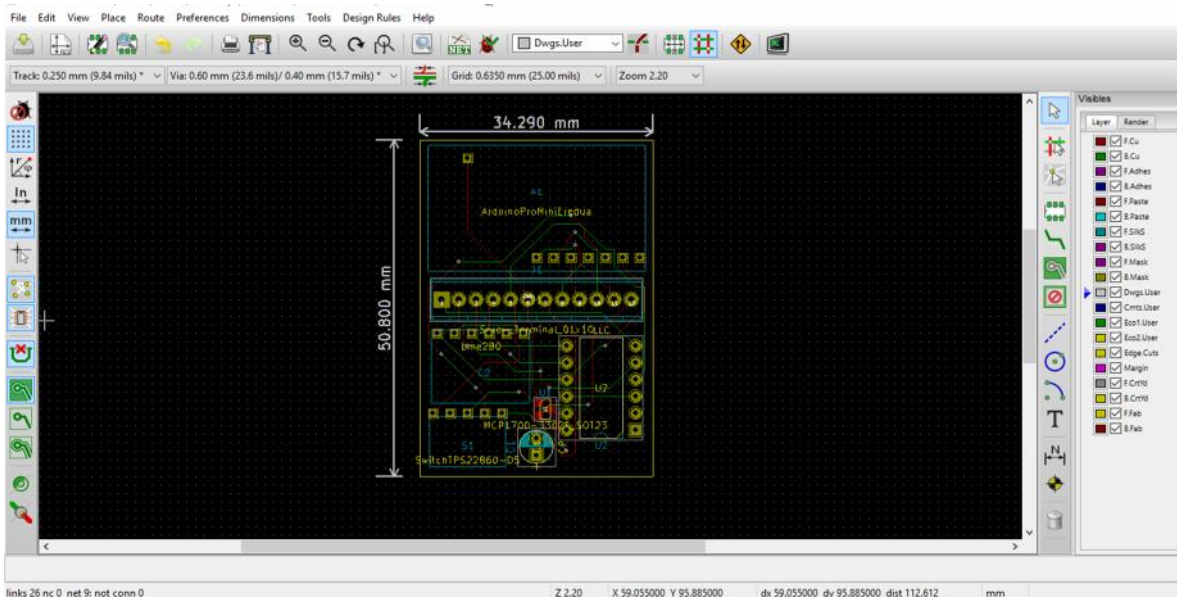 File Edit View Place Route Preferences Dimensions Tools Design Rules Help
Dwgs.User
Track: 0.250 mm (9.84 mils) * Via: 0.60 mm (23.6 mils)/ 0.40 mm (15.7 mils) * Grid: 0.6350 mm (25.00 mils) Zoom 2.20
Visibles
Layer Render
F.Cu
B.Cu
F.Adhes
B.Adhes
F.Paste
B.Paste
F.SilkS
B.SilkS
F.Mask
B.Mask
Dwgs.User
Cmts.User
Eco1.User
Eco2.User
Edge.Cuts
Margin
F.CrtYd
B.CrtYd
F.Fab
B.Fab
In
mm
34.290 mm
50.800 mm
A1
J1
bme280
C2
U2
U1
S1
SwitchTPS22860-DS
U2
links 26 nc 0 net 9: not conn 0 Z 2.20 X 59.055000 Y 95.885000 dx 59.055000 dy 95.885000 dist 112.612 mm